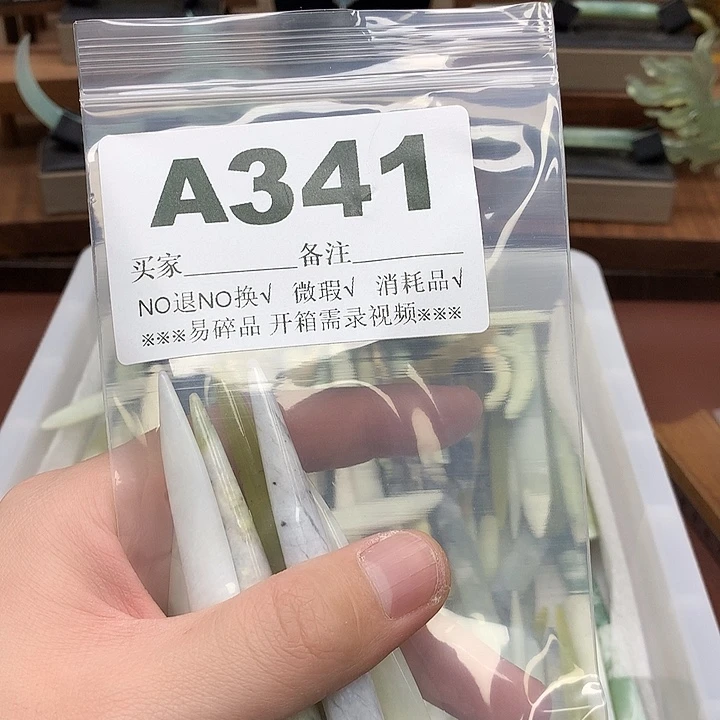 A341
买家________备注________
NO退NO换√ 微瑕√ 消耗品√
※※※易碎品 开箱需录视频※※※